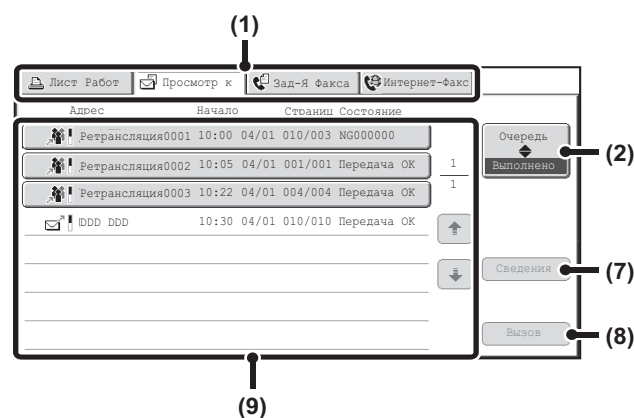 (1)
Лист Работ Просмотр к Зад-Я Факса Интернет-Факс
Адрес Начало Страниц Состояние
Ретрансляция0001 10:00 04/01 010/003 NG000000
Ретрансляция0002 10:05 04/01 001/001 Передача OK
Ретрансляция0003 10:22 04/01 004/004 Передача OK
DDD DDD 10:30 04/01 010/010 Передача OK
1
1
Очередь
Выполнено
(2)
Сведения
(7)
Вызов
(8)
(9)